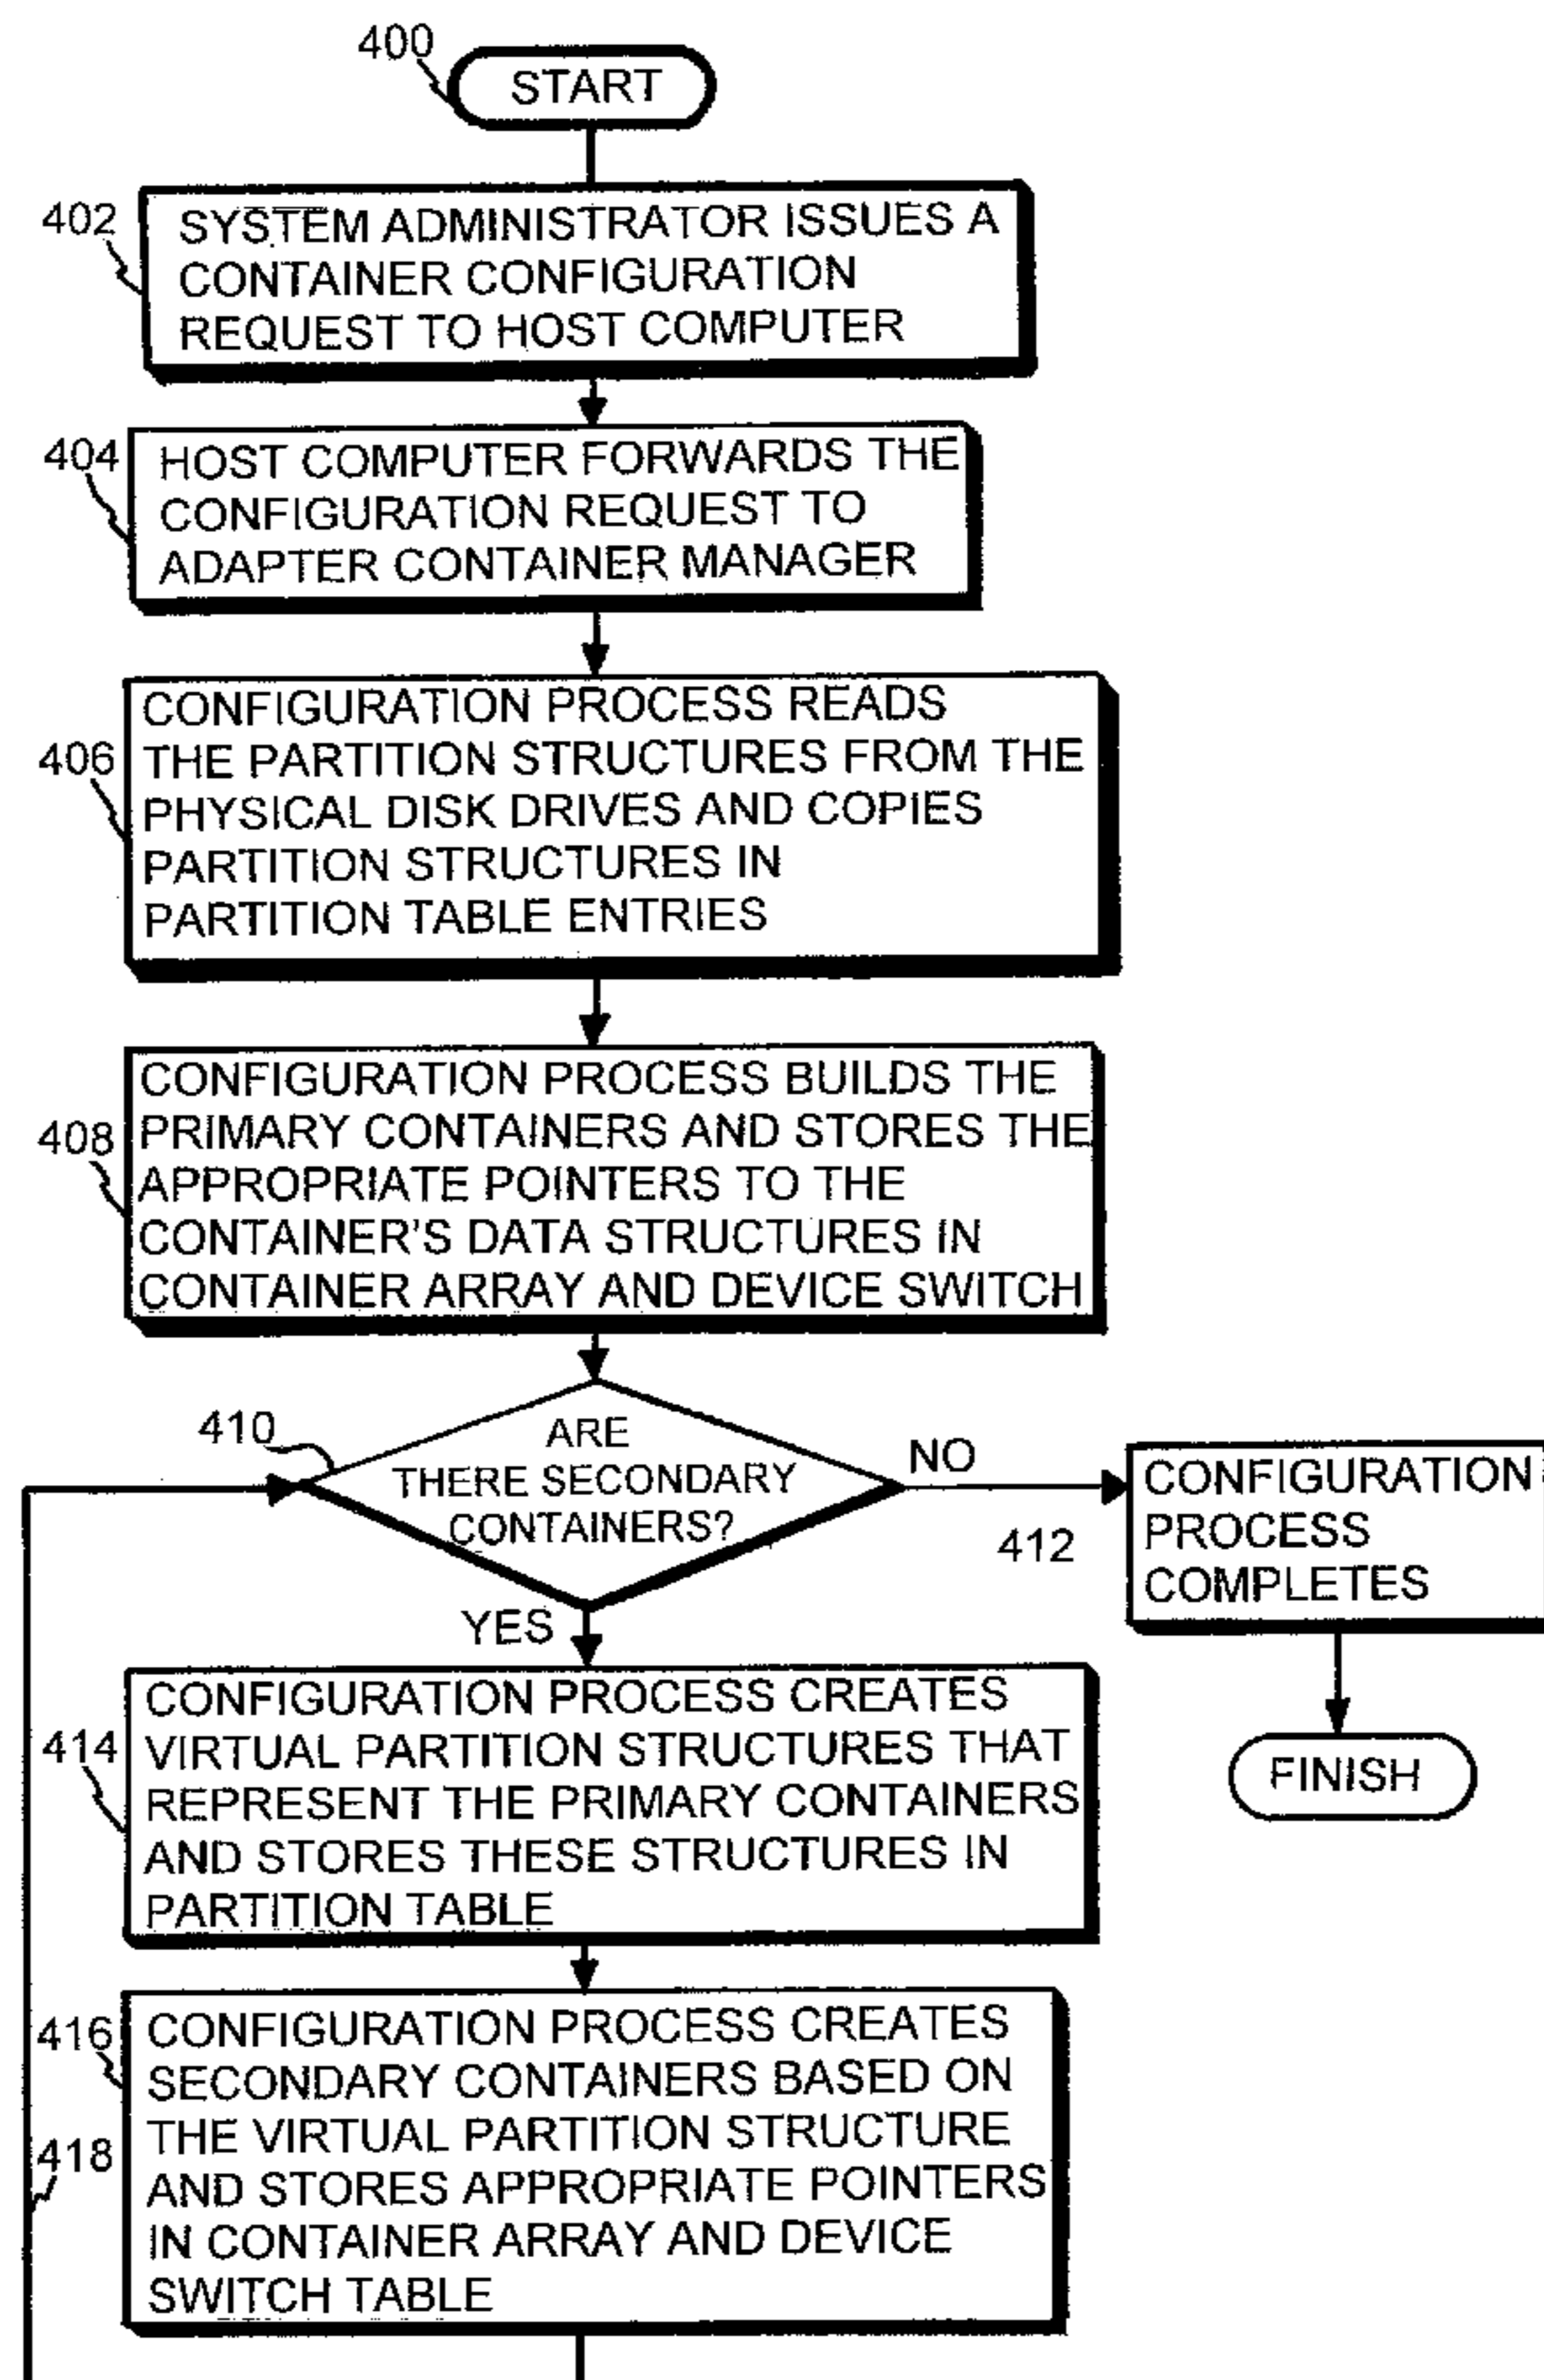 400
START
402
SYSTEM ADMINISTRATOR ISSUES A
CONTAINER CONFIGURATION
REQUEST TO HOST COMPUTER
404
HOST COMPUTER FORWARDS THE
CONFIGURATION REQUEST TO
ADAPTER CONTAINER MANAGER
406
CONFIGURATION PROCESS READS
THE PARTITION STRUCTURES FROM THE
PHYSICAL DISK DRIVES AND COPIES
PARTITION STRUCTURES IN
PARTITION TABLE ENTRIES
408
CONFIGURATION PROCESS BUILDS THE
PRIMARY CONTAINERS AND STORES THE
APPROPRIATE POINTERS TO THE
CONTAINER'S DATA STRUCTURES IN
CONTAINER ARRAY AND DEVICE SWITCH
410
ARE
THERE SECONDARY
CONTAINERS?
NO
412
CONFIGURATION
PROCESS
COMPLETES
FINISH
YES
414
CONFIGURATION PROCESS CREATES
VIRTUAL PARTITION STRUCTURES THAT
REPRESENT THE PRIMARY CONTAINERS
AND STORES THESE STRUCTURES IN
PARTITION TABLE
416
CONFIGURATION PROCESS CREATES
SECONDARY CONTAINERS BASED ON
THE VIRTUAL PARTITION STRUCTURE
AND STORES APPROPRIATE POINTERS
IN CONTAINER ARRAY AND DEVICE
SWITCH TABLE
418